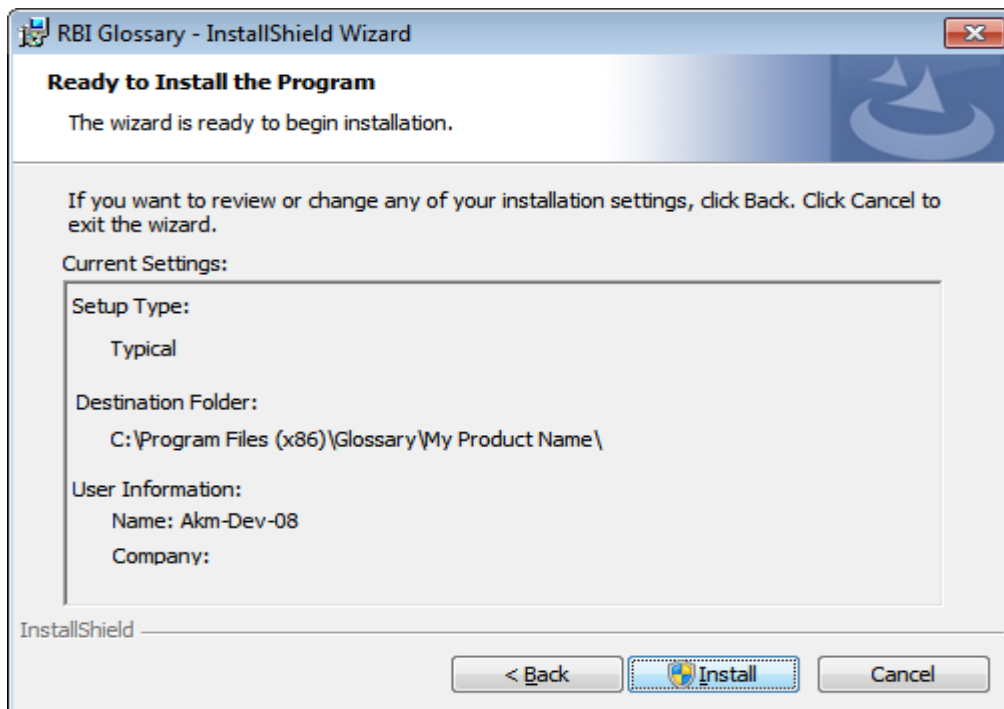 RBI Glossary - InstallShield Wizard
Ready to Install the Program
The wizard is ready to begin installation.
If you want to review or change any of your installation settings, click Back. Click Cancel to
exit the wizard.
Current Settings:
Setup Type:
Typical
Destination Folder:
C:\Program Files (x86)\Glossary\My Product Name\
User Information:
Name: Akm-Dev-08
Company:
InstallShield
< Back
Install
Cancel